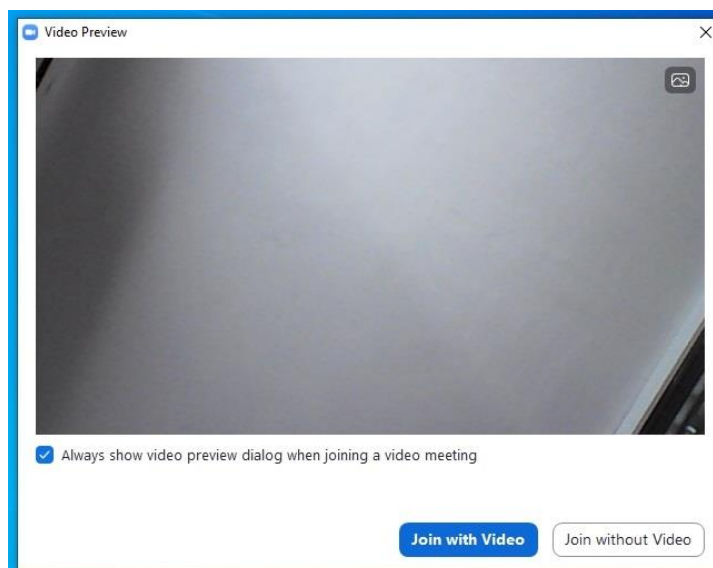 Video Preview
Always show video preview dialog when joining a video meeting
Join with Video
Join without Video